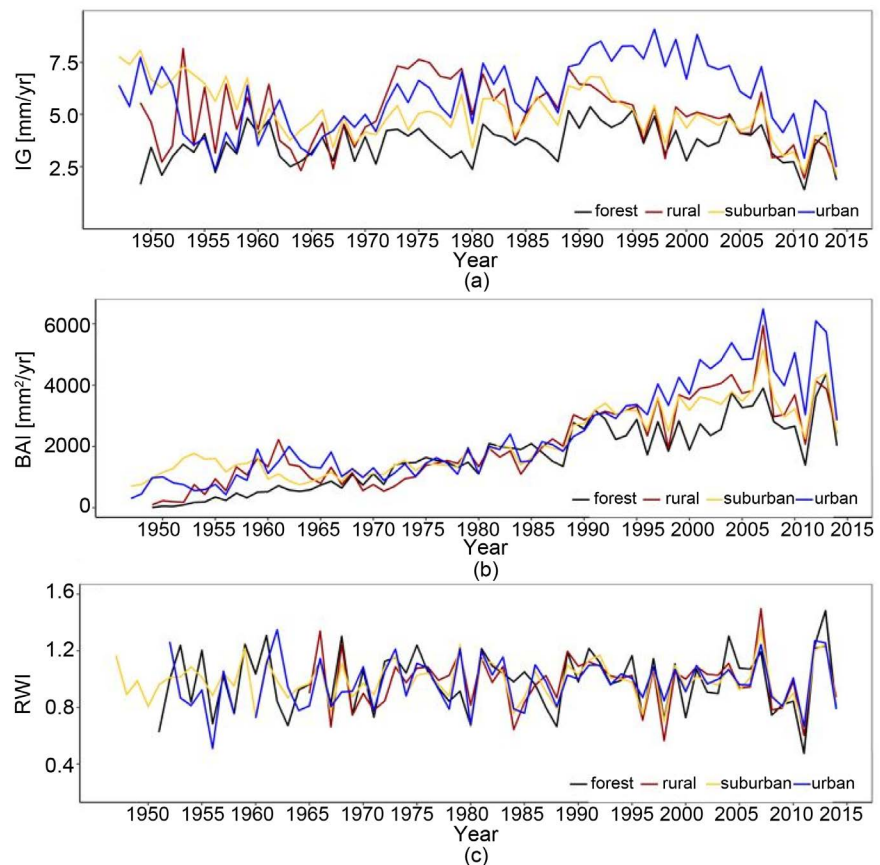 IG [mm/yr]
7.5
5.0
2.5
forest rural suburban urban
1950 1955 1960 1965 1970 1975 1980 1985 1990 1995 2000 2005 2010 2015
Year
(a)
BAI [mm²/yr]
6000
4000
2000
0
forest rural suburban urban
1950 1955 1960 1965 1970 1975 1980 1985 1990 1995 2000 2005 2010 2015
Year
(b)
RWI
1.6
1.2
0.8
0.4
forest rural suburban urban
1950 1955 1960 1965 1970 1975 1980 1985 1990 1995 2000 2005 2010 2015
Year
(c)